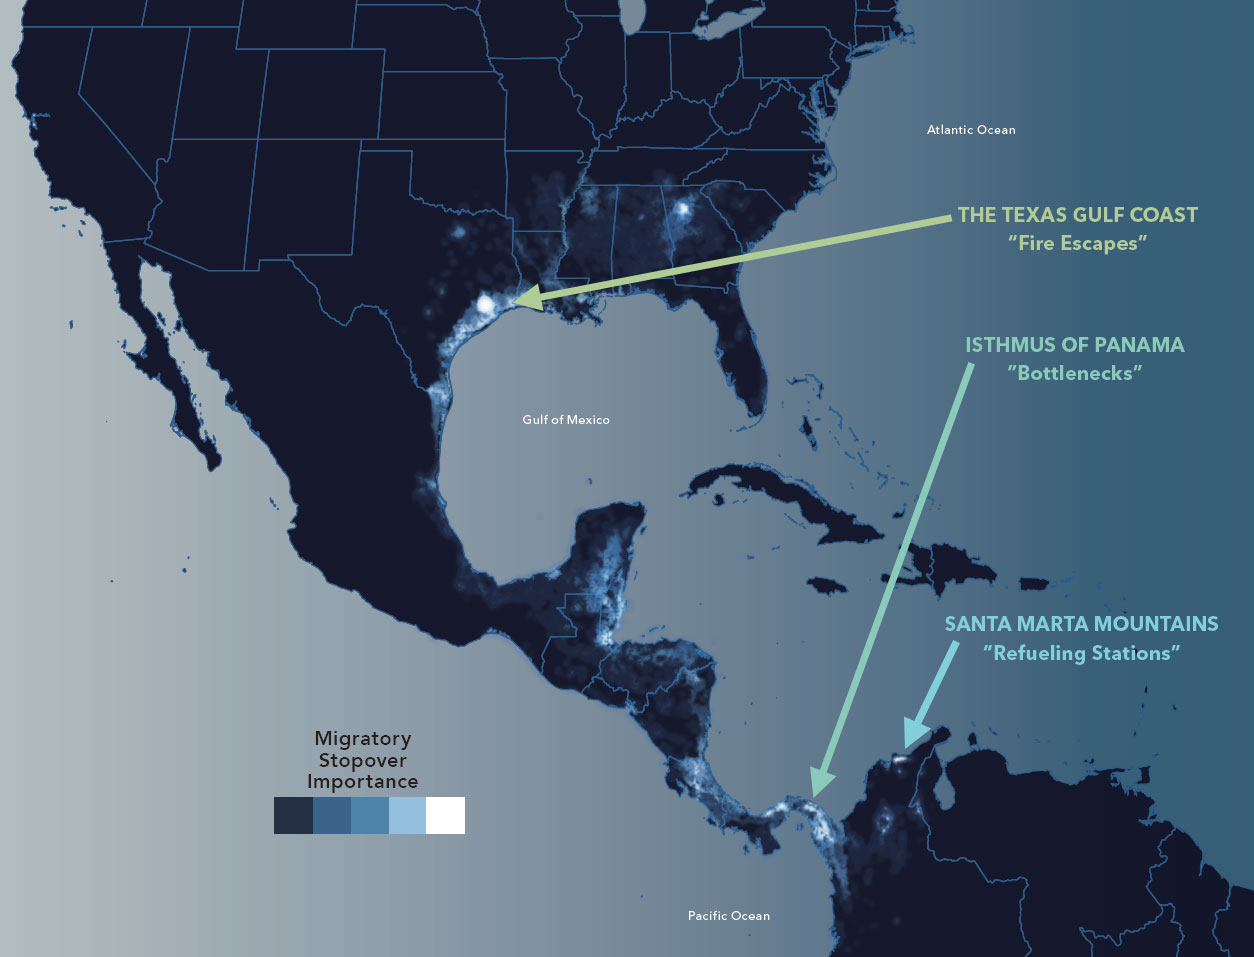 Atlantic Ocean
THE TEXAS GULF COAST
“Fire Escapes”
ISTHMUS OF PANAMA
“Bottlenecks”
Gulf of Mexico
SANTA MARTA MOUNTAINS
“Refueling Stations”
Migratory
Stopover
Importance
Pacific Ocean